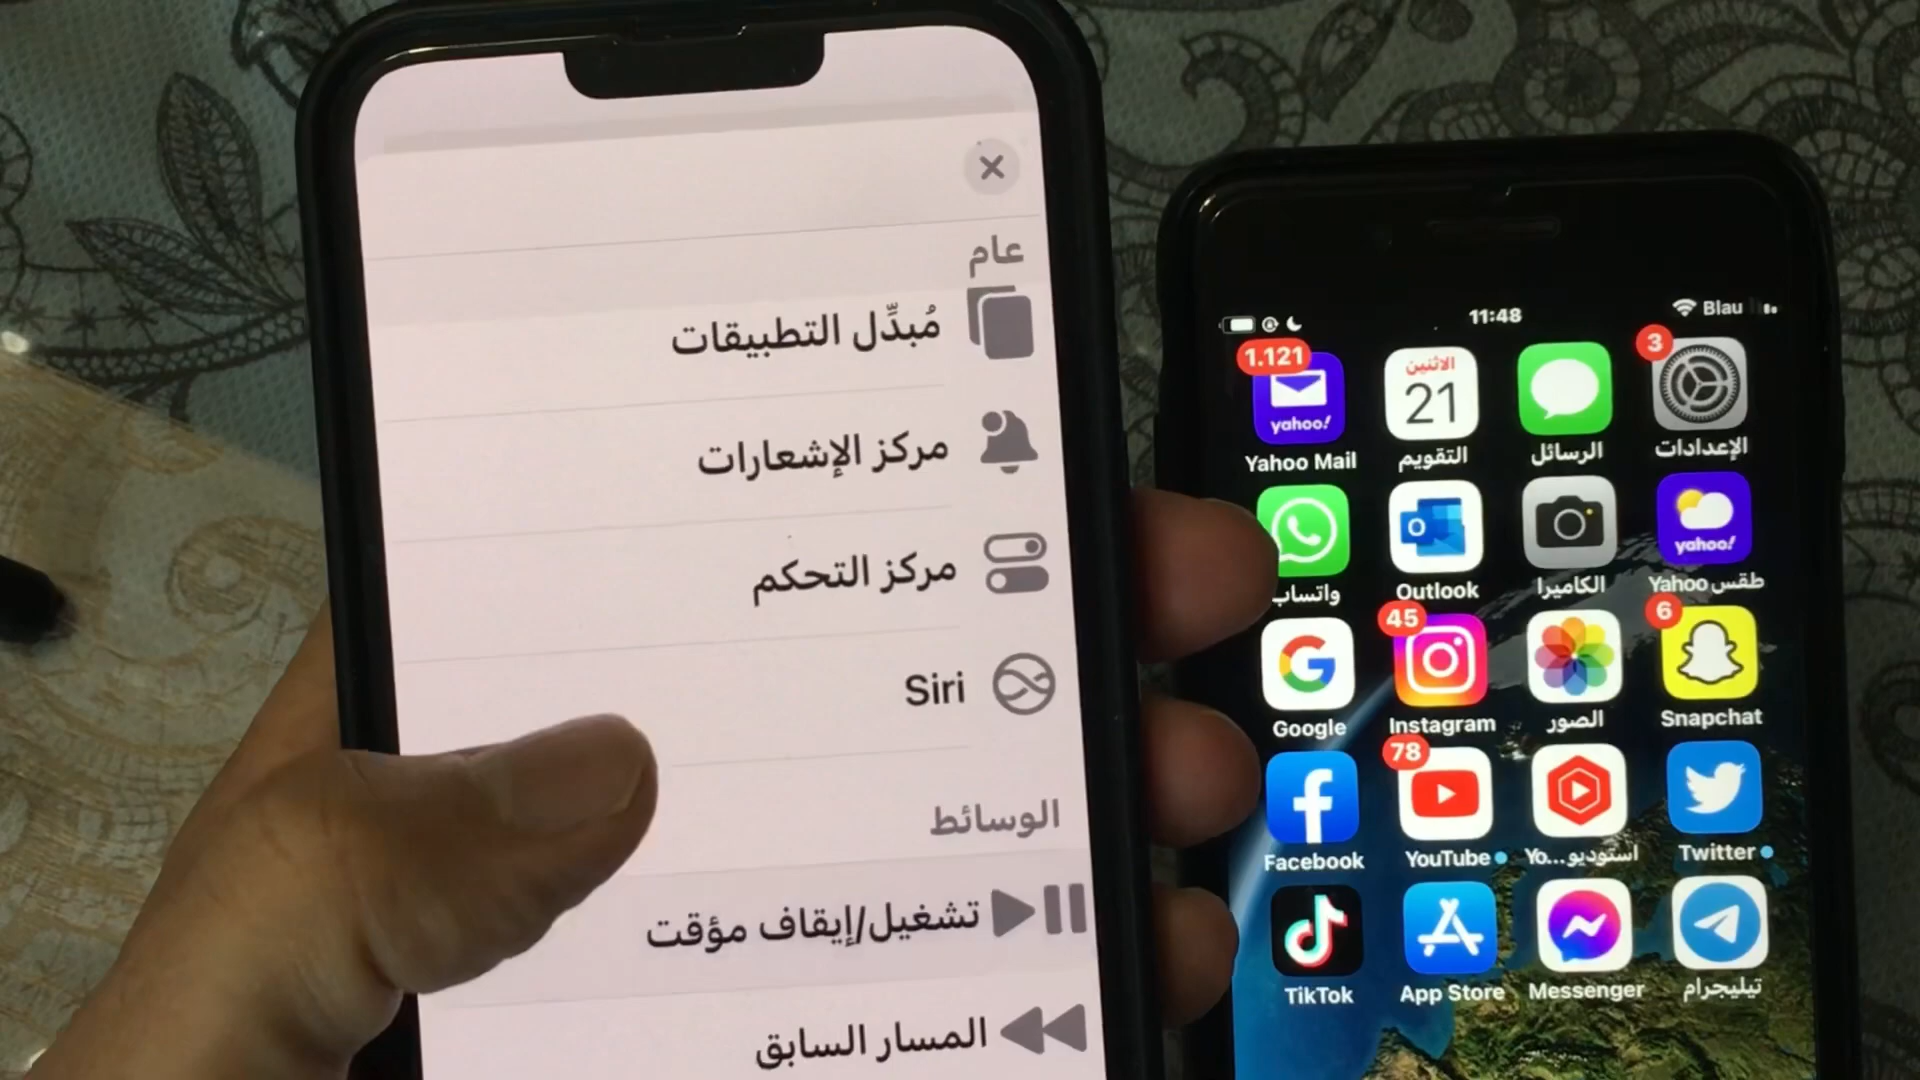 عام
مُبدِّل التطبيقات
مركز الإشعارات
مركز التحكم
Siri
الوسائط
تشغيل/إيقاف مؤقت
المسار السابق
11:48
Blau
1.121
yahoo!
Yahoo Mail
الاثنين
21
التقويم
الرسائل
3
الإعدادات
واتساب
Outlook
الكاميرا
yahoo!
طقس Yahoo
Google
45
Instagram
الصور
6
Snapchat
Facebook
78
YouTube
استوديو...Yo
Twitter
TikTok
App Store
Messenger
تيليجرام